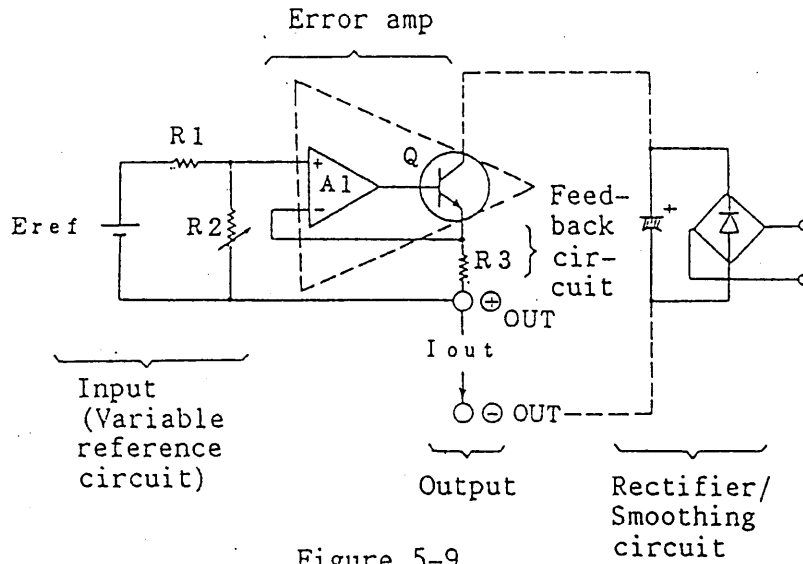 Error amp
R1
Q
A1
+
-
Eref
R2
R3
Feed-
back
cir-
cuit
+
⊕ OUT
Iout
⊖ OUT
Input
(Variable
reference
circuit)
Output
Rectifier/
Smoothing
circuit
Figure 5-9